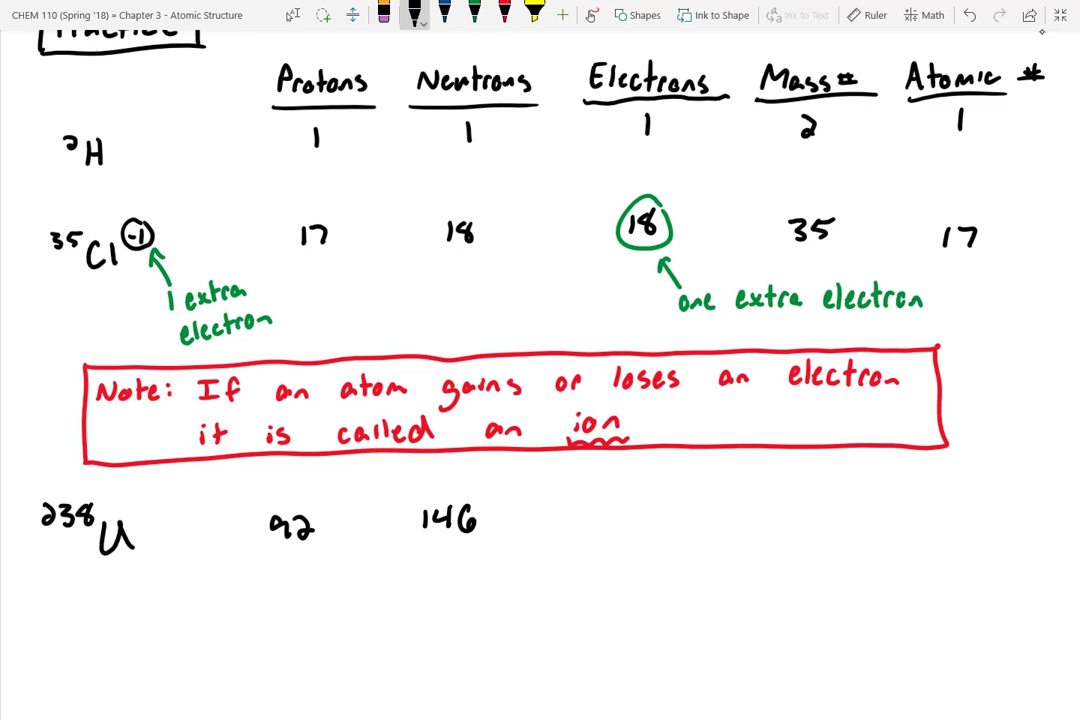 CHEM 110 (Spring '18) » Chapter 3 - Atomic Structure
Shapes Ink to Shape Ink to Text Ruler Math
Practice
Protons Neutrons Electrons Mass# Atomic #
²H 1 1 1 2 1
³⁵Cl⁻¹ 17 18 18 35 17
1 extra
electron
one extra electron
Note: If an atom gains or loses an electron
it is called an ion
²³⁸U 92 146